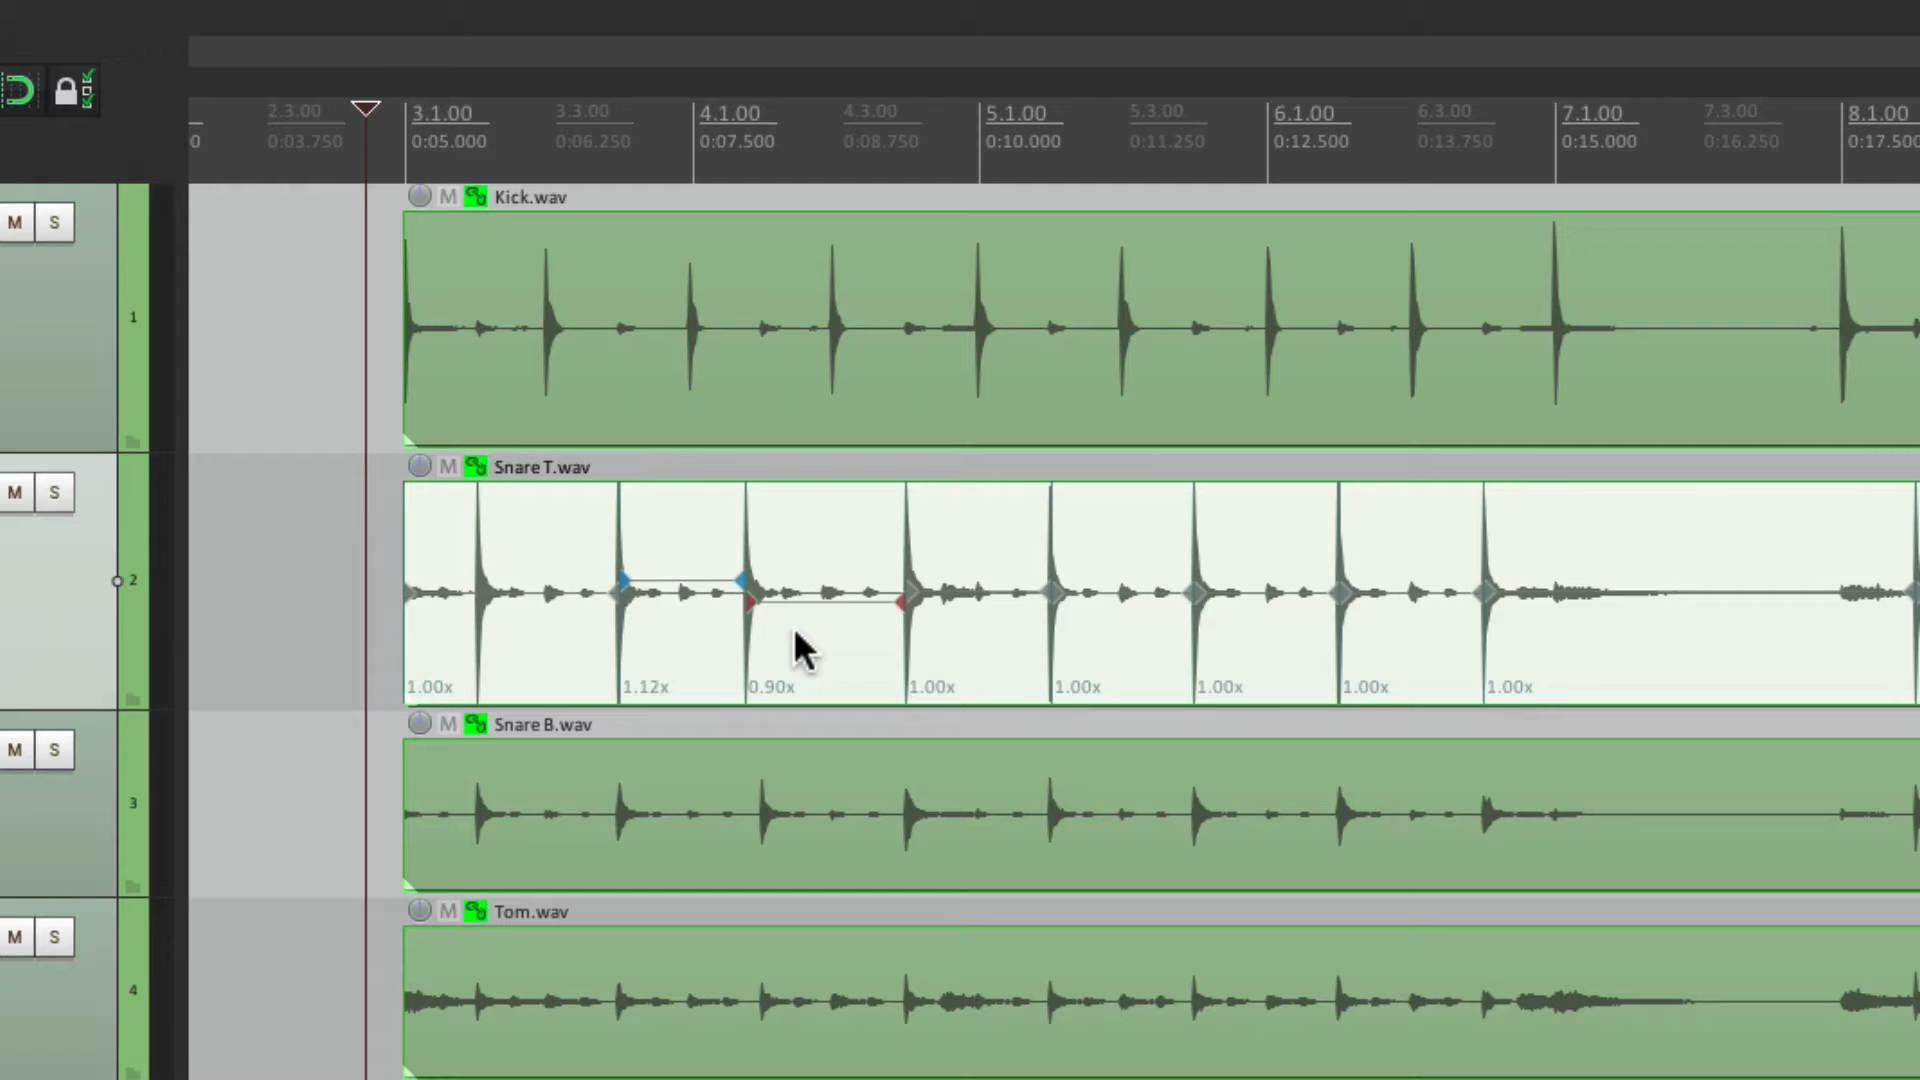 2.3.00 3.1.00 3.3.00 4.1.00 4.3.00 5.1.00 5.3.00 6.1.00 6.3.00 7.1.00 7.3.00 8.1.00
0 0:03.750 0:05.000 0:06.250 0:07.500 0:08.750 0:10.000 0:11.250 0:12.500 0:13.750 0:15.000 0:16.250 0:17.500
M Kick.wav
M S
1
M Snare T.wav
M S
2
1.00x 1.12x 0.90x 1.00x 1.00x 1.00x 1.00x 1.00x
M Snare B.wav
M S
3
M Tom.wav
M S
4